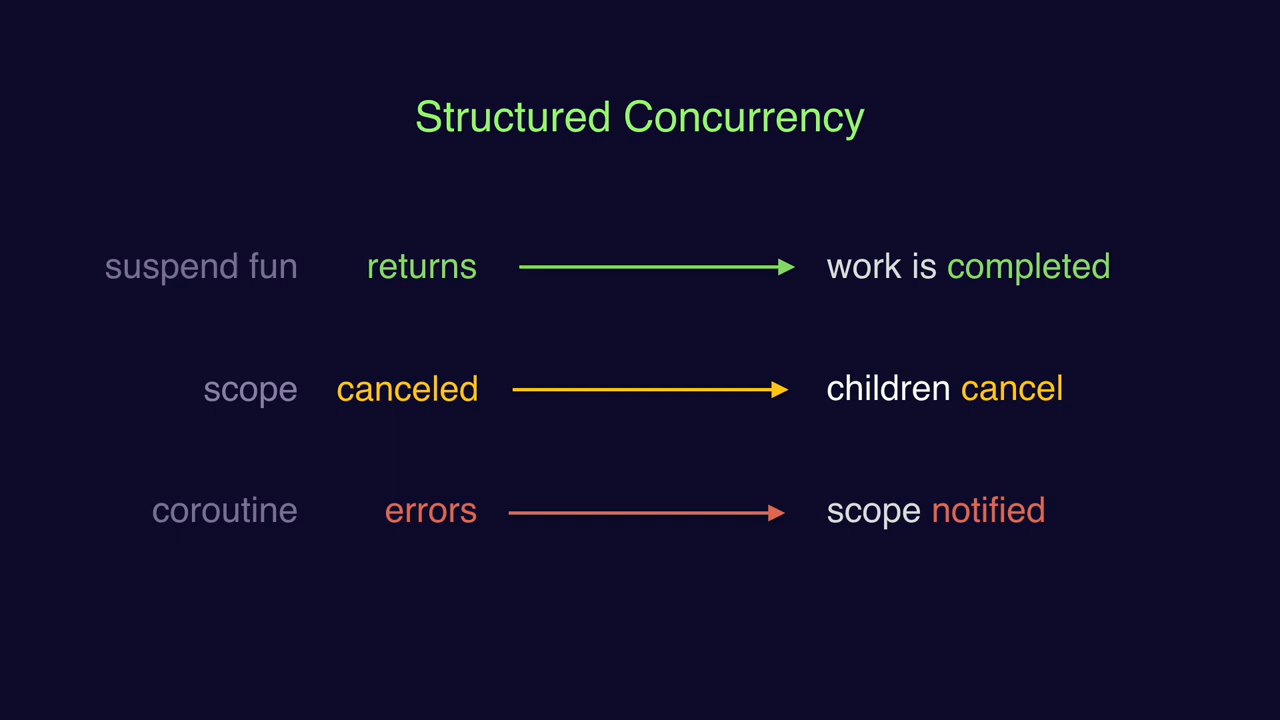 Structured Concurrency
suspend fun returns work is completed
scope canceled children cancel
coroutine errors scope notified